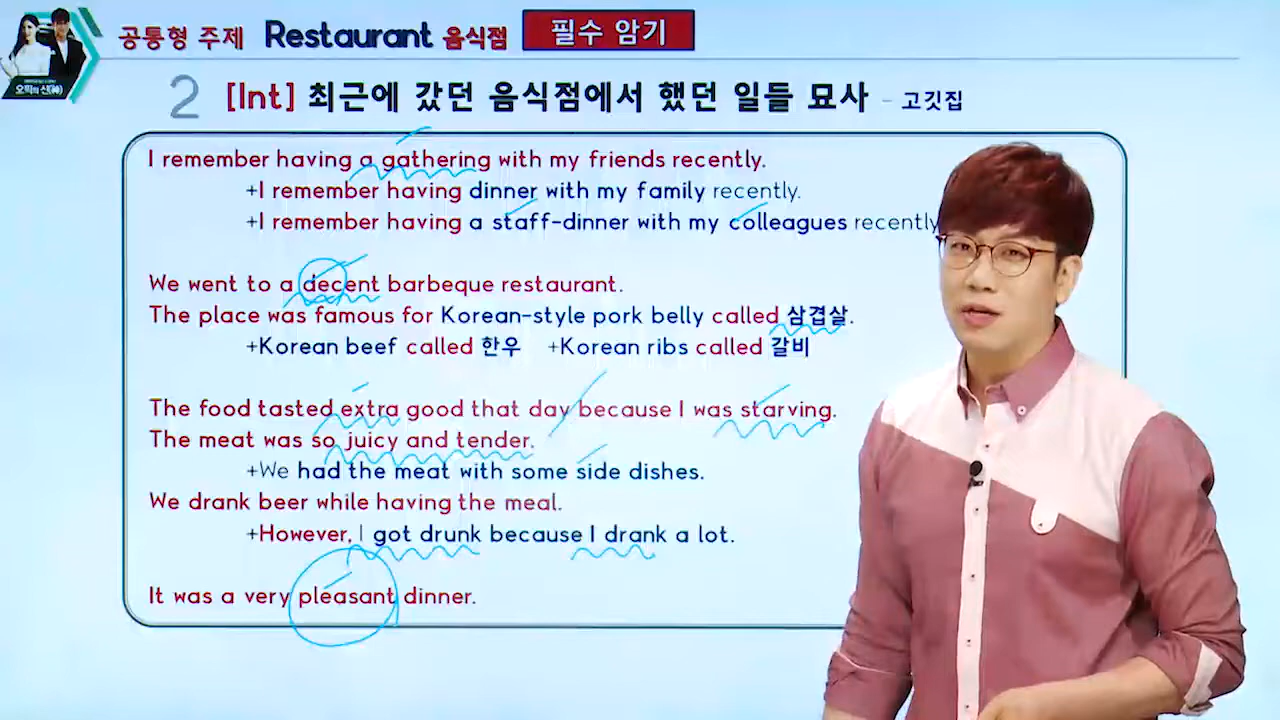 공통형 주제 Restaurant 음식점 필수 암기
오픽의 신(神)
2 [Int] 최근에 갔던 음식점에서 했던 일들 묘사 - 고깃집
I remember having a gathering with my friends recently.
+I remember having dinner with my family recently.
+I remember having a staff-dinner with my colleagues recently
We went to a decent barbeque restaurant.
The place was famous for Korean-style pork belly called 삼겹살.
+Korean beef called 한우 +Korean ribs called 갈비
The food tasted extra good that day because I was starving.
The meat was so juicy and tender.
+We had the meat with some side dishes.
We drank beer while having the meal.
+However, I got drunk because I drank a lot.
It was a very pleasant dinner.